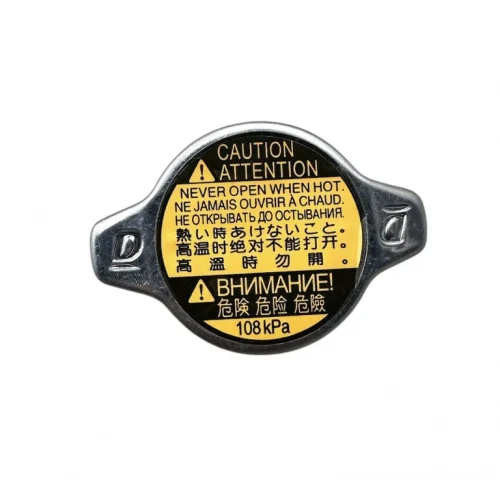 CAUTION
ATTENTION
NEVER OPEN WHEN HOT.
NE JAMAIS OUVRIR À CHAUD.
НЕ ОТКРЫВАТЬ ДО ОСТЫВАНИЯ.
熱い時あけないこと。
高温时绝对不能打开。
高溫時勿開。
ВНИМАНИЕ!
危険 危险 危險
108 kPa